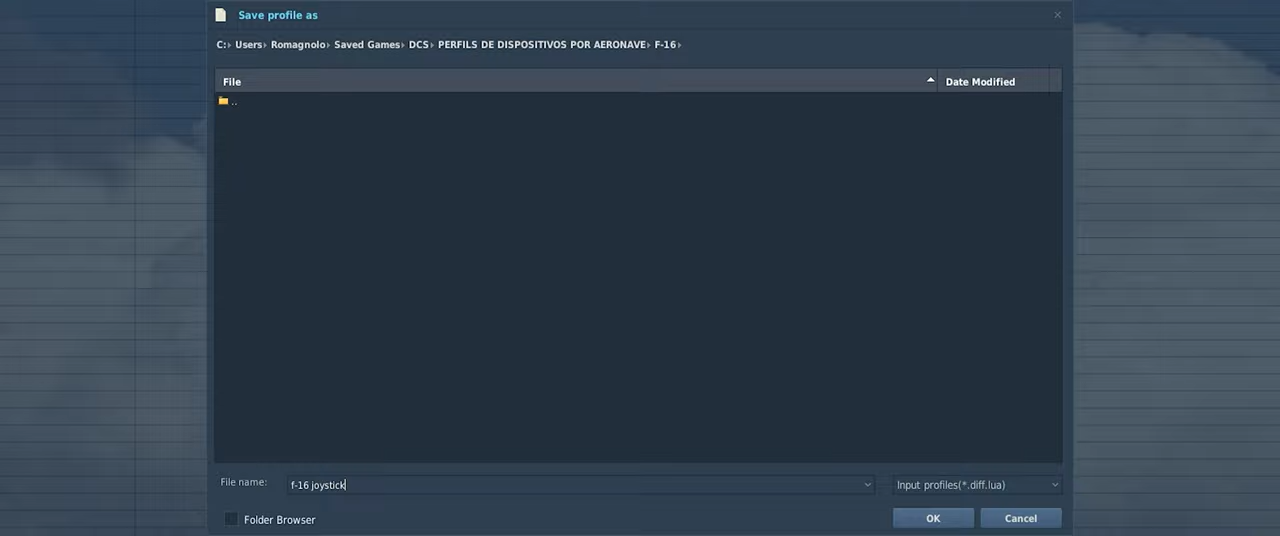 Save profile as
C: Users Romagnolo Saved Games DCS PERFILS DE DISPOSITIVOS POR AERONAVE F-16
File Date Modified
..
File name: f-16 joystick Input profiles(*.diff.lua)
Folder Browser OK Cancel